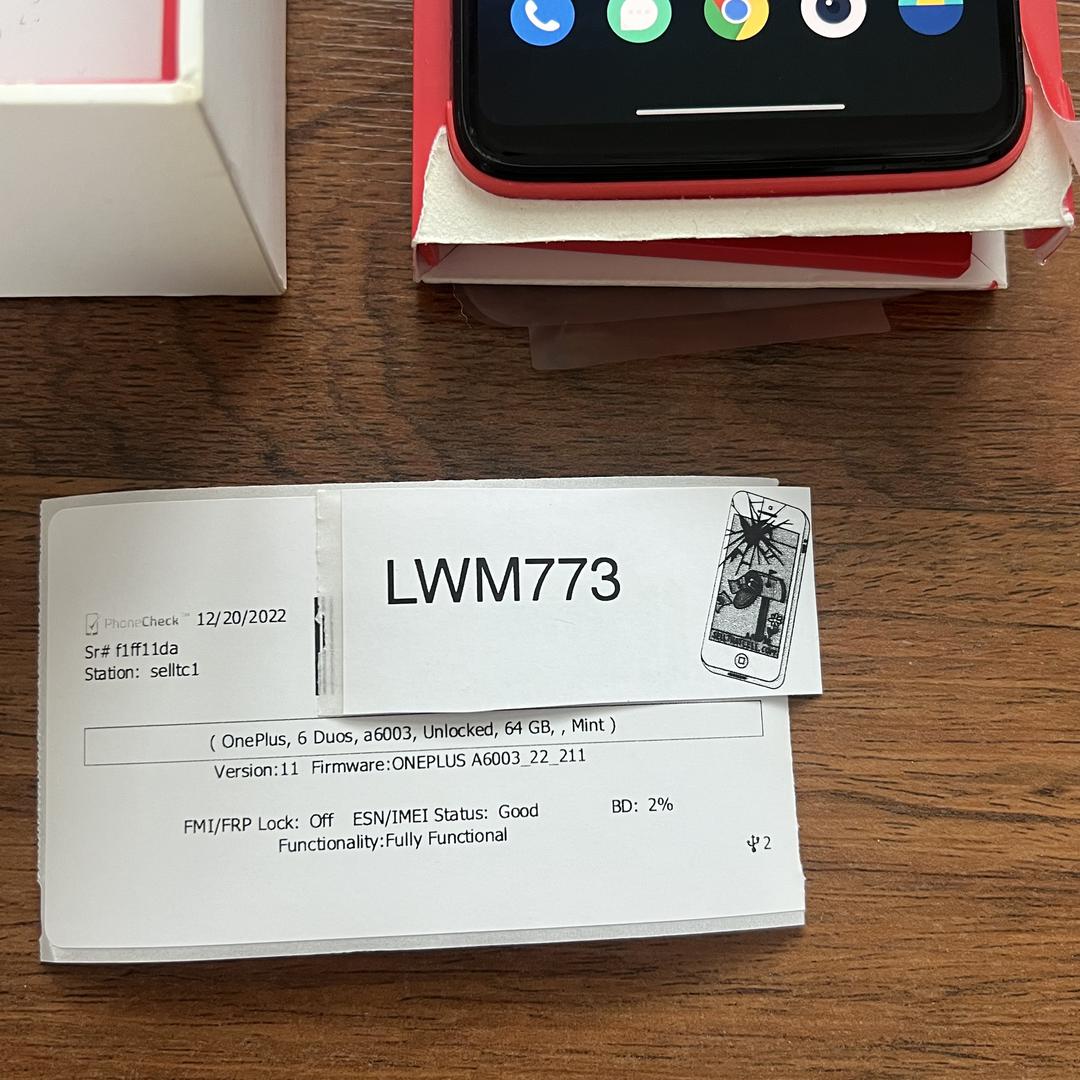 LWM773
PhoneCheck™ 12/20/2022
Sr# f1ff11da
Station: selltc1
( OnePlus, 6 Duos, a6003, Unlocked, 64 GB, , Mint )
Version:11 Firmware:ONEPLUS A6003_22_211
FMI/FRP Lock: Off ESN/IMEI Status: Good BD: 2%
Functionality:Fully Functional
2